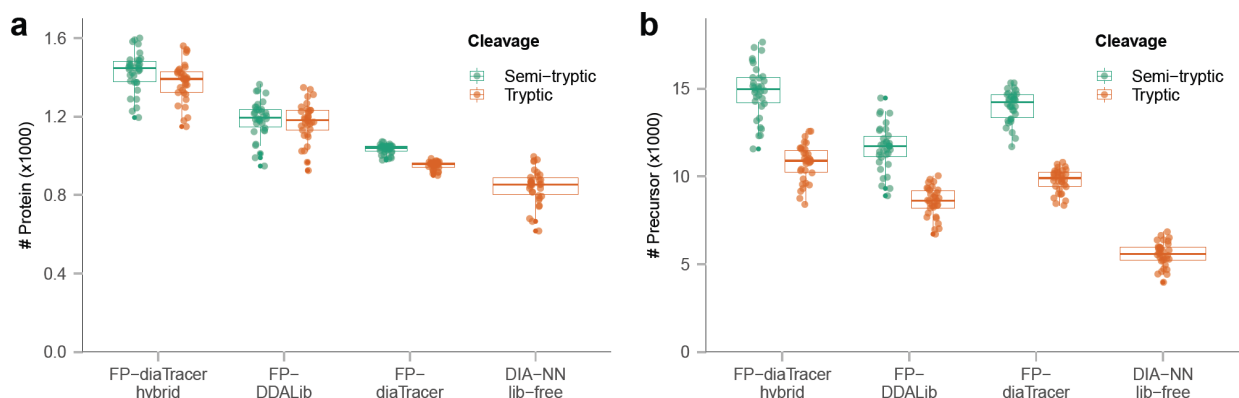 a
# Protein (x1000)
1.6
1.2
0.8
0.4
0.0
Cleavage
Semi−tryptic
Tryptic
FP−diaTracer
hybrid
FP−
DDALib
FP−
diaTracer
DIA−NN
lib−free
b
# Precursor (x1000)
15
10
5
0
Cleavage
Semi−tryptic
Tryptic
FP−diaTracer
hybrid
FP−
DDALib
FP−
diaTracer
DIA−NN
lib−free